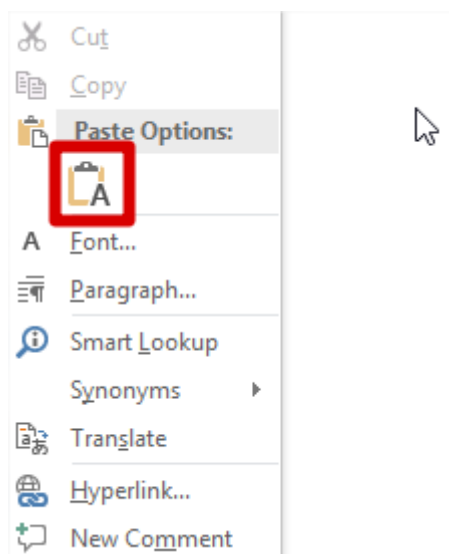 Cut
Copy
Paste Options:
A
A Font...
Paragraph...
Smart Lookup
Synonyms
Translate
Hyperlink...
New Comment